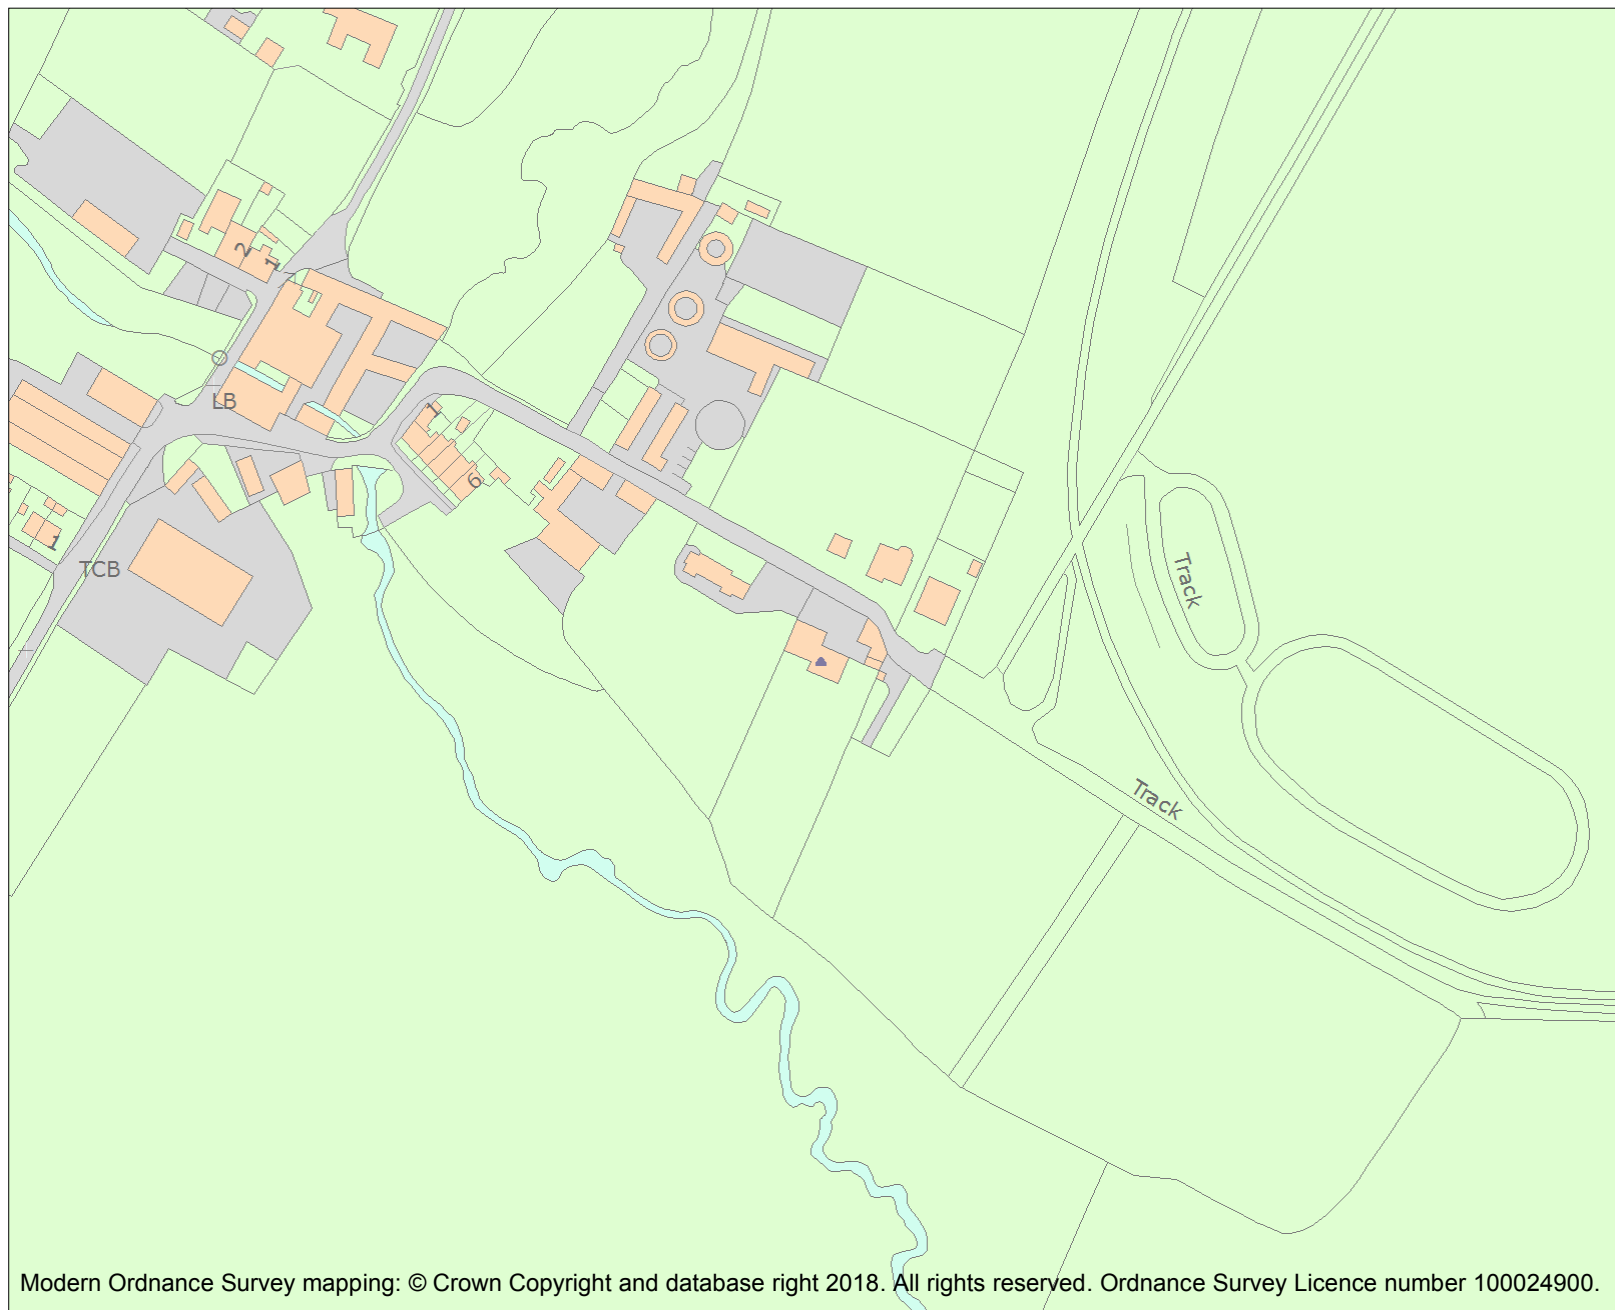 2
1
LB
1
6
1
TCB
Track
Track
Modern Ordnance Survey mapping: © Crown Copyright and database right 2018. All rights reserved. Ordnance Survey Licence number 100024900.